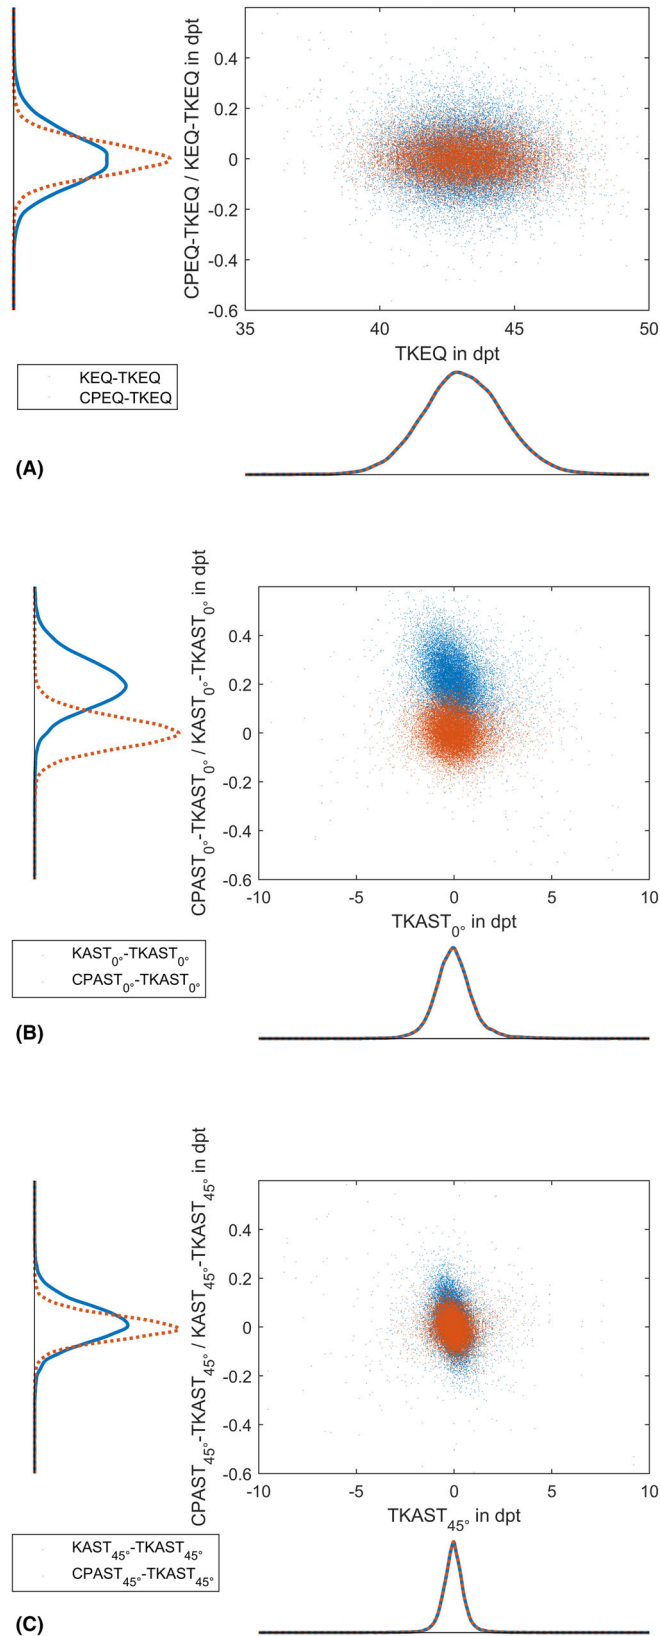 CPEQ-TKEQ / KEQ-TKEQ in dpt
0.4
0.2
0
-0.2
-0.4
-0.6
35
40
45
50
TKEQ in dpt
KEQ-TKEQ
CPEQ-TKEQ
(A)
CPAST0°-TKAST0° / KAST0°-TKAST0° in dpt
0.4
0.2
0
-0.2
-0.4
-0.6
-10
-5
0
5
10
TKAST0° in dpt
KAST0°-TKAST0°
CPAST0°-TKAST0°
(B)
CPAST45°-TKAST45° / KAST45°-TKAST45° in dpt
0.4
0.2
0
-0.2
-0.4
-0.6
-10
-5
0
5
10
TKAST45° in dpt
KAST45°-TKAST45°
CPAST45°-TKAST45°
(C)